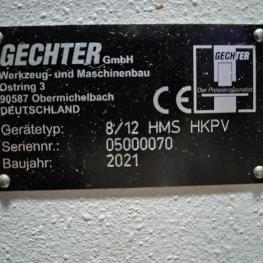 GECHTER GmbH
Werkzeug- und Maschinenbau
Ostring 3
90587 Obermichelbach
DEUTSCHLAND
CE
GECHTER
Der Pressenspezialist
Gerätetyp: 8/12 HMS HKPV
Seriennr.: 05000070
Baujahr: 2021